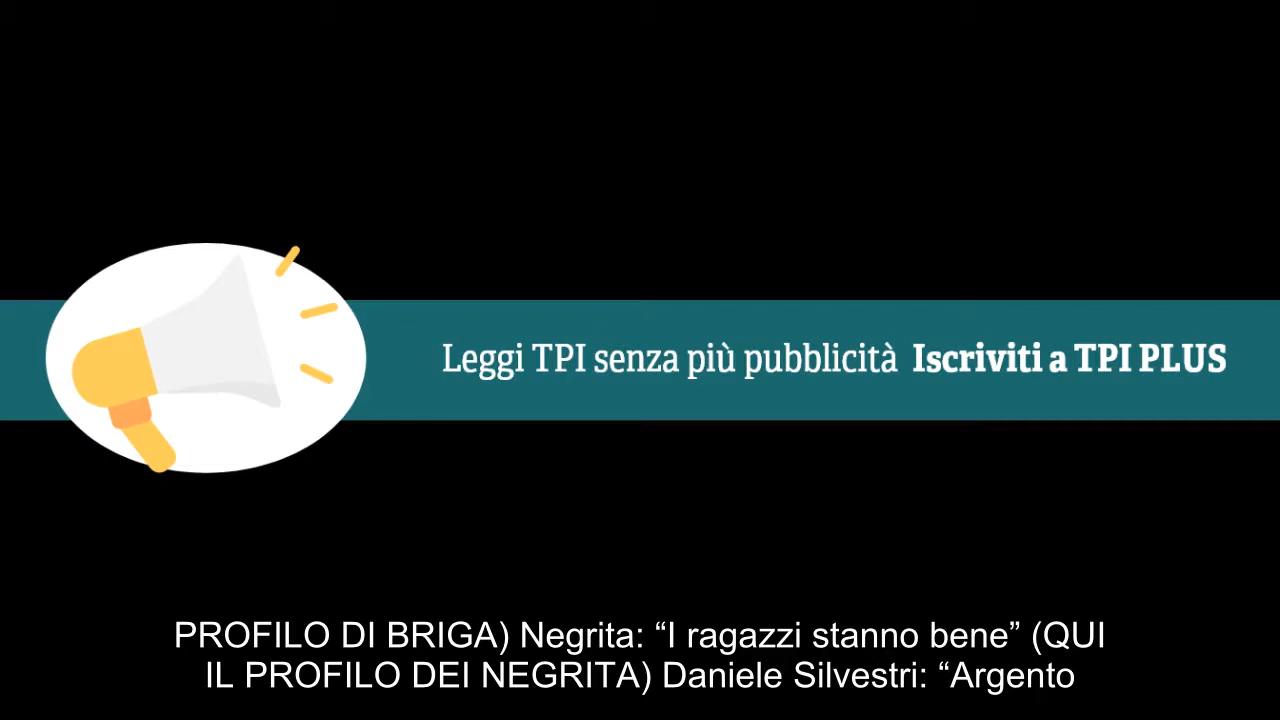 Leggi TPI senza più pubblicità Iscriviti a TPI PLUS
PROFILO DI BRIGA) Negrita: “I ragazzi stanno bene” (QUI
IL PROFILO DEI NEGRITA) Daniele Silvestri: “Argento